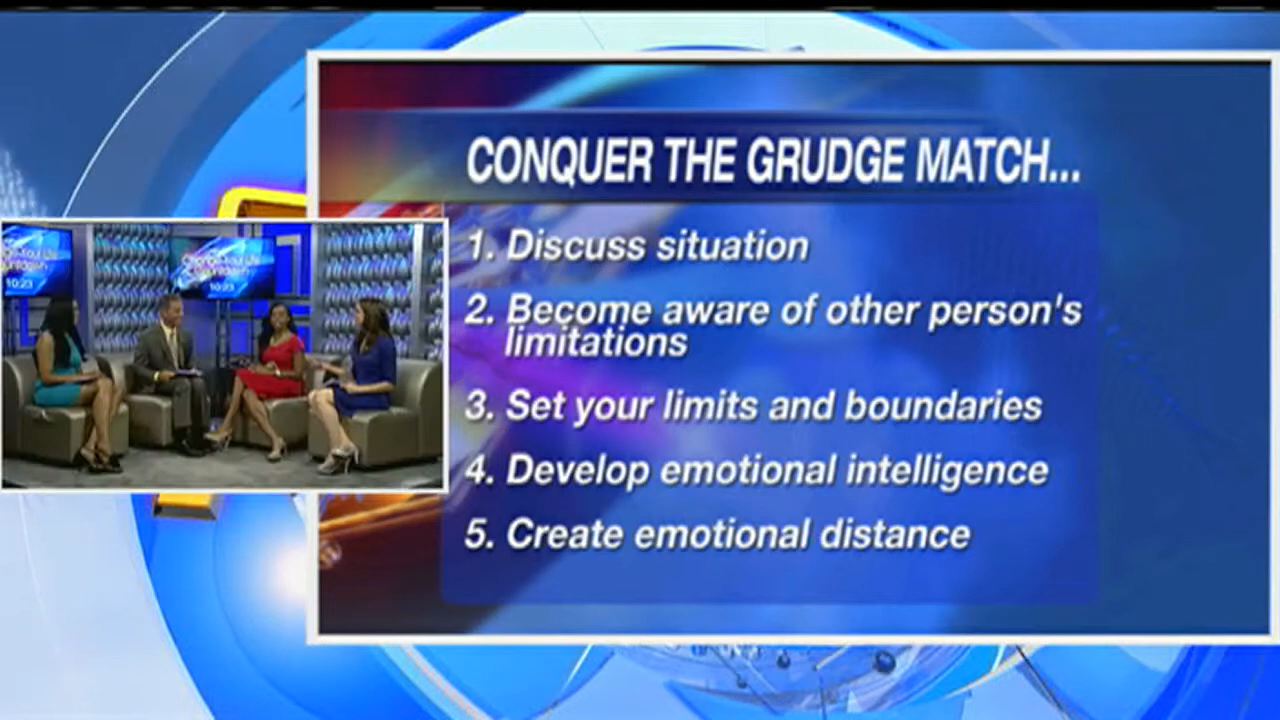 CONQUER THE GRUDGE MATCH...
1. Discuss situation
2. Become aware of other person's
limitations
3. Set your limits and boundaries
4. Develop emotional intelligence
5. Create emotional distance
10:23
10:23